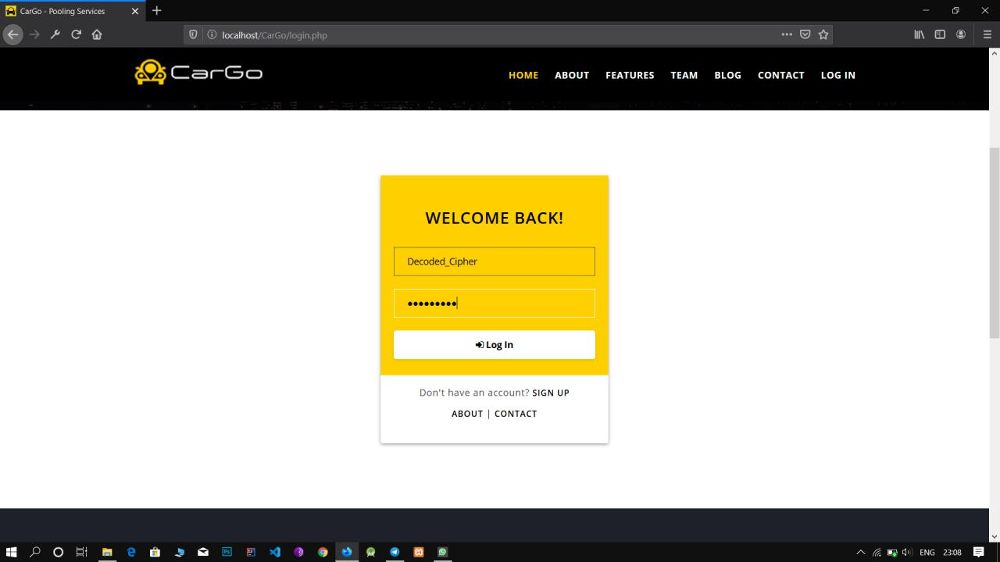 CarGo - Pooling Services
localhost/CarGo/login.php
CarGo
HOME ABOUT FEATURES TEAM BLOG CONTACT LOG IN
WELCOME BACK!
Decoded_Cipher
•••••••••
Log In
Don't have an account? SIGN UP
ABOUT | CONTACT
ENG 23:08